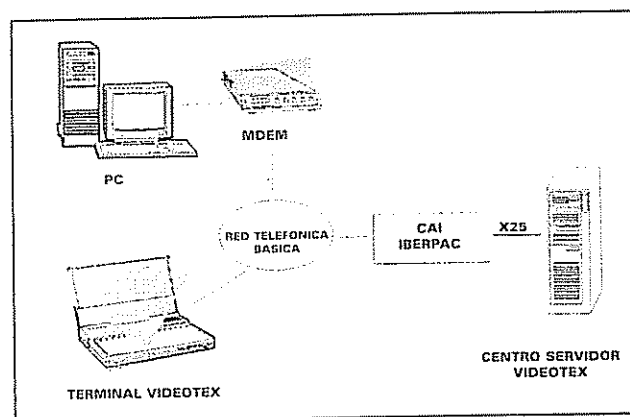 MDEM
PC
RED TELEFONICA
BASICA
CAI
IBERPAC
X25
TERMINAL VIDEOTEX
CENTRO SERVIDOR
VIDEOTEX